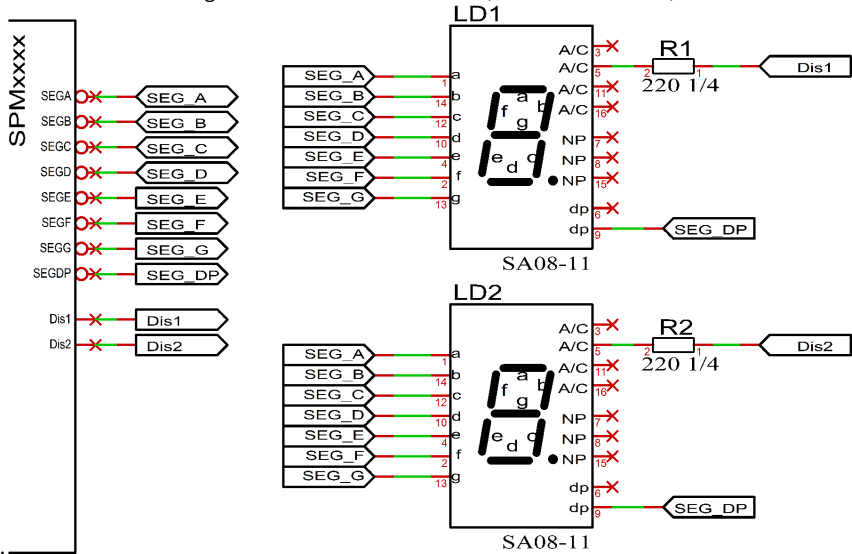 SPMxxxx
SEGA
SEG_A
SEGB
SEG_B
SEGC
SEG_C
SEGD
SEG_D
SEGE
SEG_E
SEGF
SEG_F
SEGG
SEG_G
SEGDP
SEG_DP
Dis1
Dis1
Dis2
Dis2
LD1
SEG_A
1
a
SEG_B
14
b
SEG_C
12
c
SEG_D
10
d
SEG_E
4
e
SEG_F
2
f
SEG_G
13
g
a
f
b
g
e
d
c
A/C
3
A/C
5
A/C
11
A/C
16
NP
7
NP
8
NP
15
dp
6
dp
9
SEG_DP
R1
2
1
220 1/4
Dis1
SA08-11
LD2
SEG_A
1
a
SEG_B
14
b
SEG_C
12
c
SEG_D
10
d
SEG_E
4
e
SEG_F
2
f
SEG_G
13
g
a
f
b
g
e
d
c
A/C
3
A/C
5
A/C
11
A/C
16
NP
7
NP
8
NP
15
dp
6
dp
9
SEG_DP
R2
2
1
220 1/4
Dis2
SA08-11